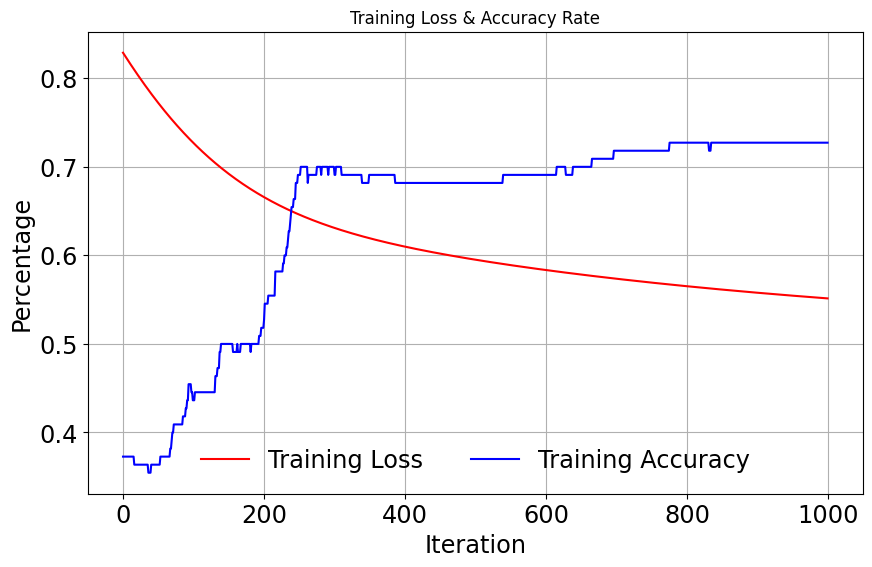 Training Loss & Accuracy Rate
Percentage
0.8
0.7
0.6
0.5
0.4
Training Loss Training Accuracy
0 200 400 600 800 1000
Iteration